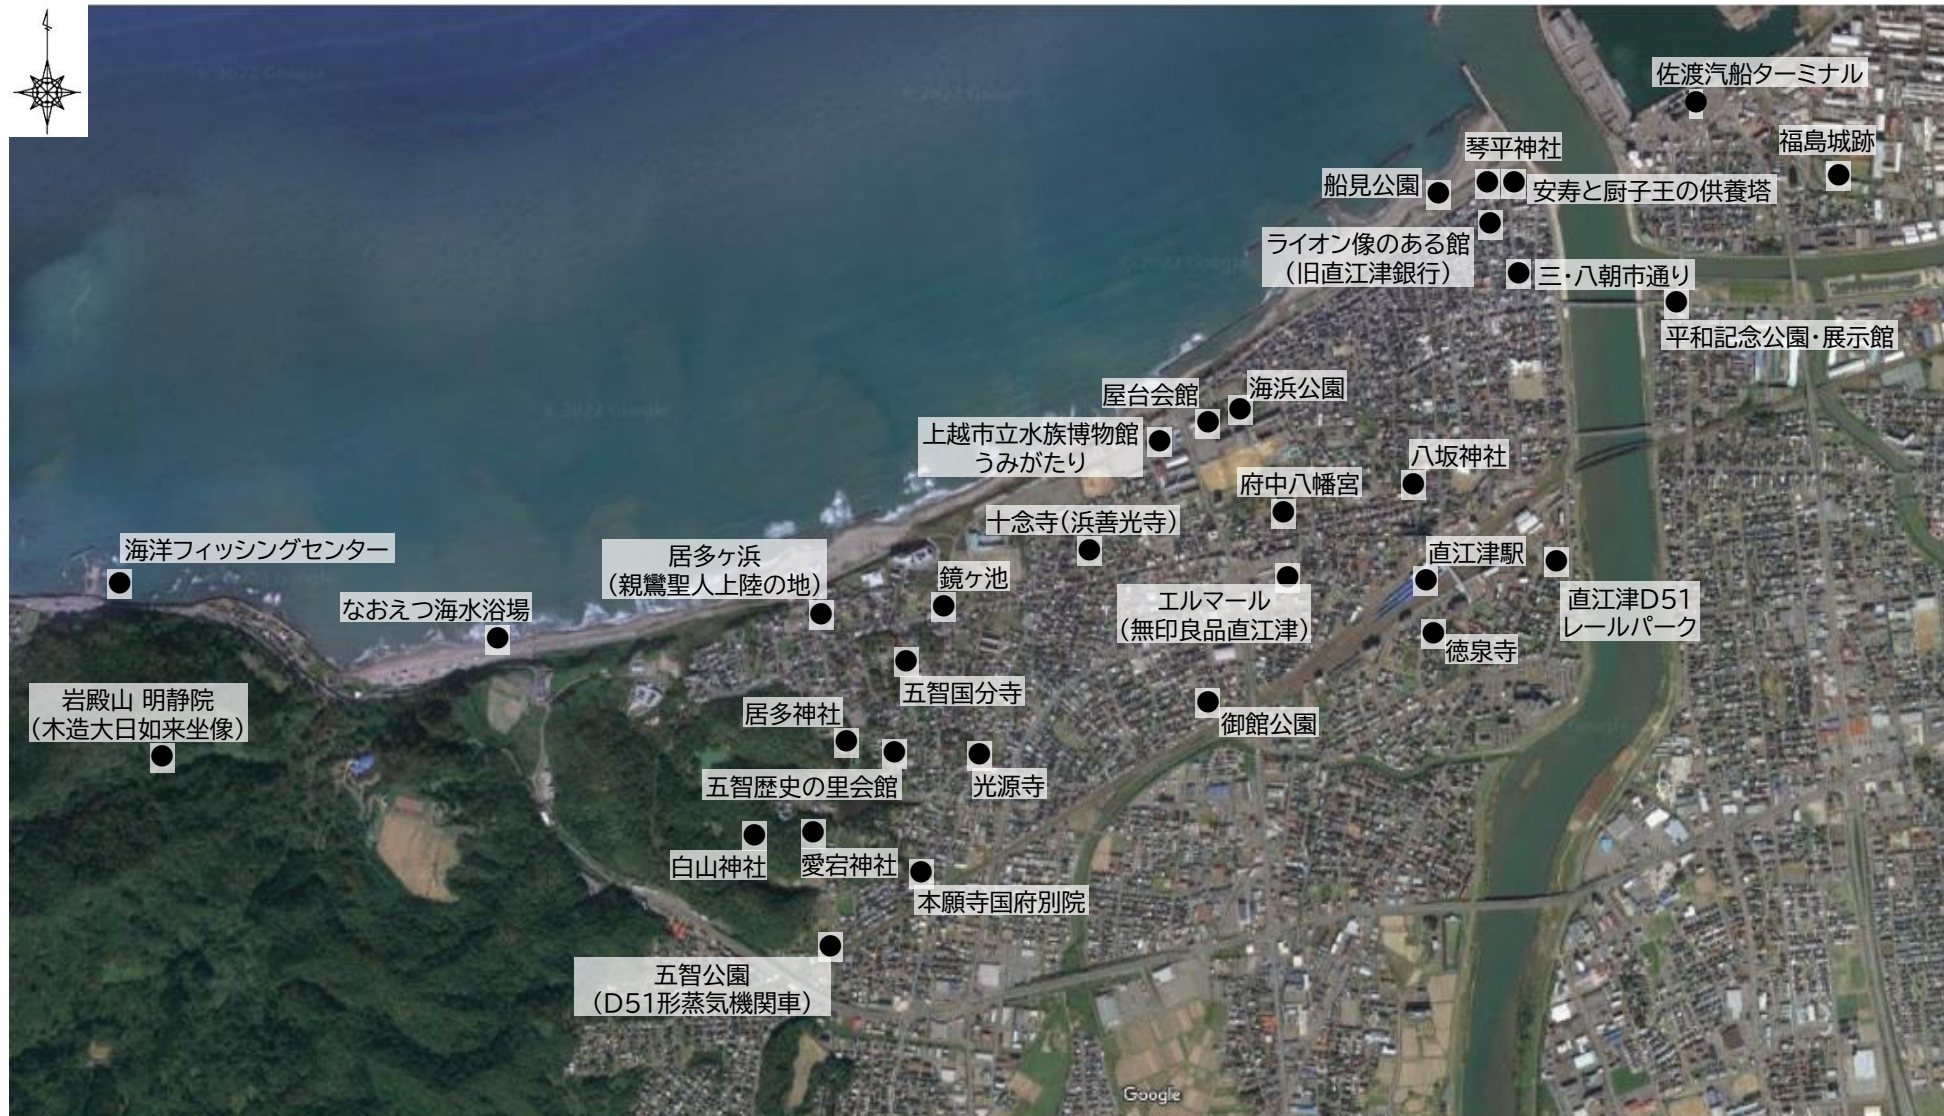 佐渡汽船ターミナル
福島城跡
琴平神社
船見公園
安寿と厨子王の供養塔
ライオン像のある館
（旧直江津銀行）
三・八朝市通り
平和記念公園・展示館
屋台会館
海浜公園
上越市立水族博物館
うみがたり
八坂神社
府中八幡宮
十念寺（浜善光寺）
海洋フィッシングセンター
居多ヶ浜
（親鸞聖人上陸の地）
鏡ヶ池
直江津駅
なおえつ海水浴場
エルマール
（無印良品直江津）
直江津D51
レールパーク
徳泉寺
岩殿山 明静院
（木造大日如来坐像）
五智国分寺
居多神社
御館公園
五智歴史の里会館
光源寺
白山神社
愛宕神社
本願寺国府別院
五智公園
（D51形蒸気機関車）
Google